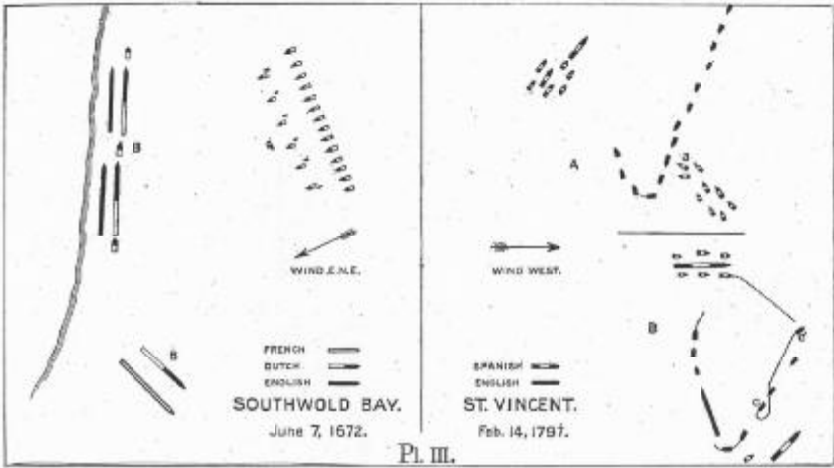 B
WIND E.N.E.
B
FRENCH
DUTCH
ENGLISH
SOUTHWOLD BAY.
June 7, 1672.
A
WIND WEST.
B
SPANISH
ENGLISH
ST. VINCENT.
Feb. 14, 1797.
Pl. III.